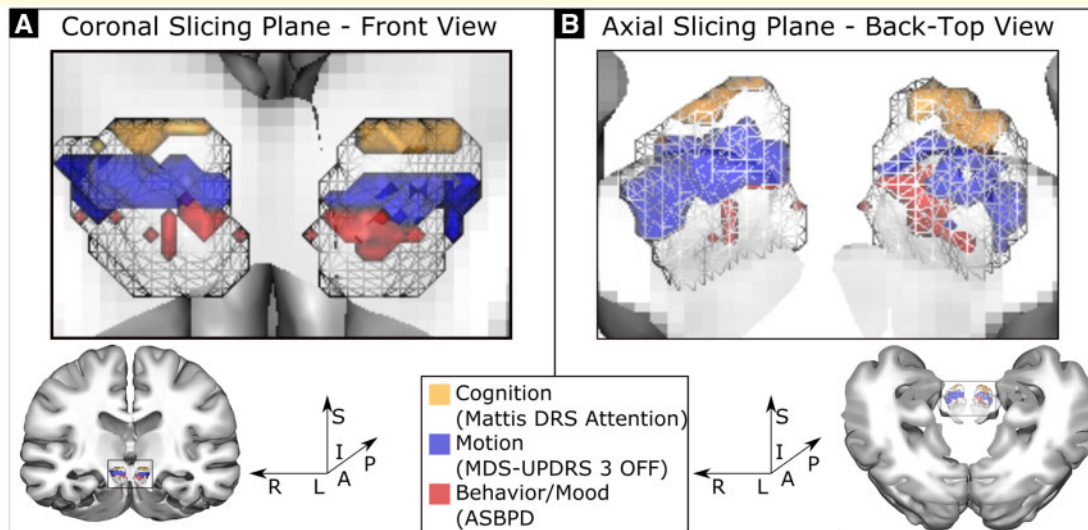 A Coronal Slicing Plane - Front View
B Axial Slicing Plane - Back-Top View
Cognition
(Mattis DRS Attention)
Motion
(MDS-UPDRS 3 OFF)
Behavior/Mood
(ASBPD
S
I
P
R
L
A
S
I
P
R
L
A